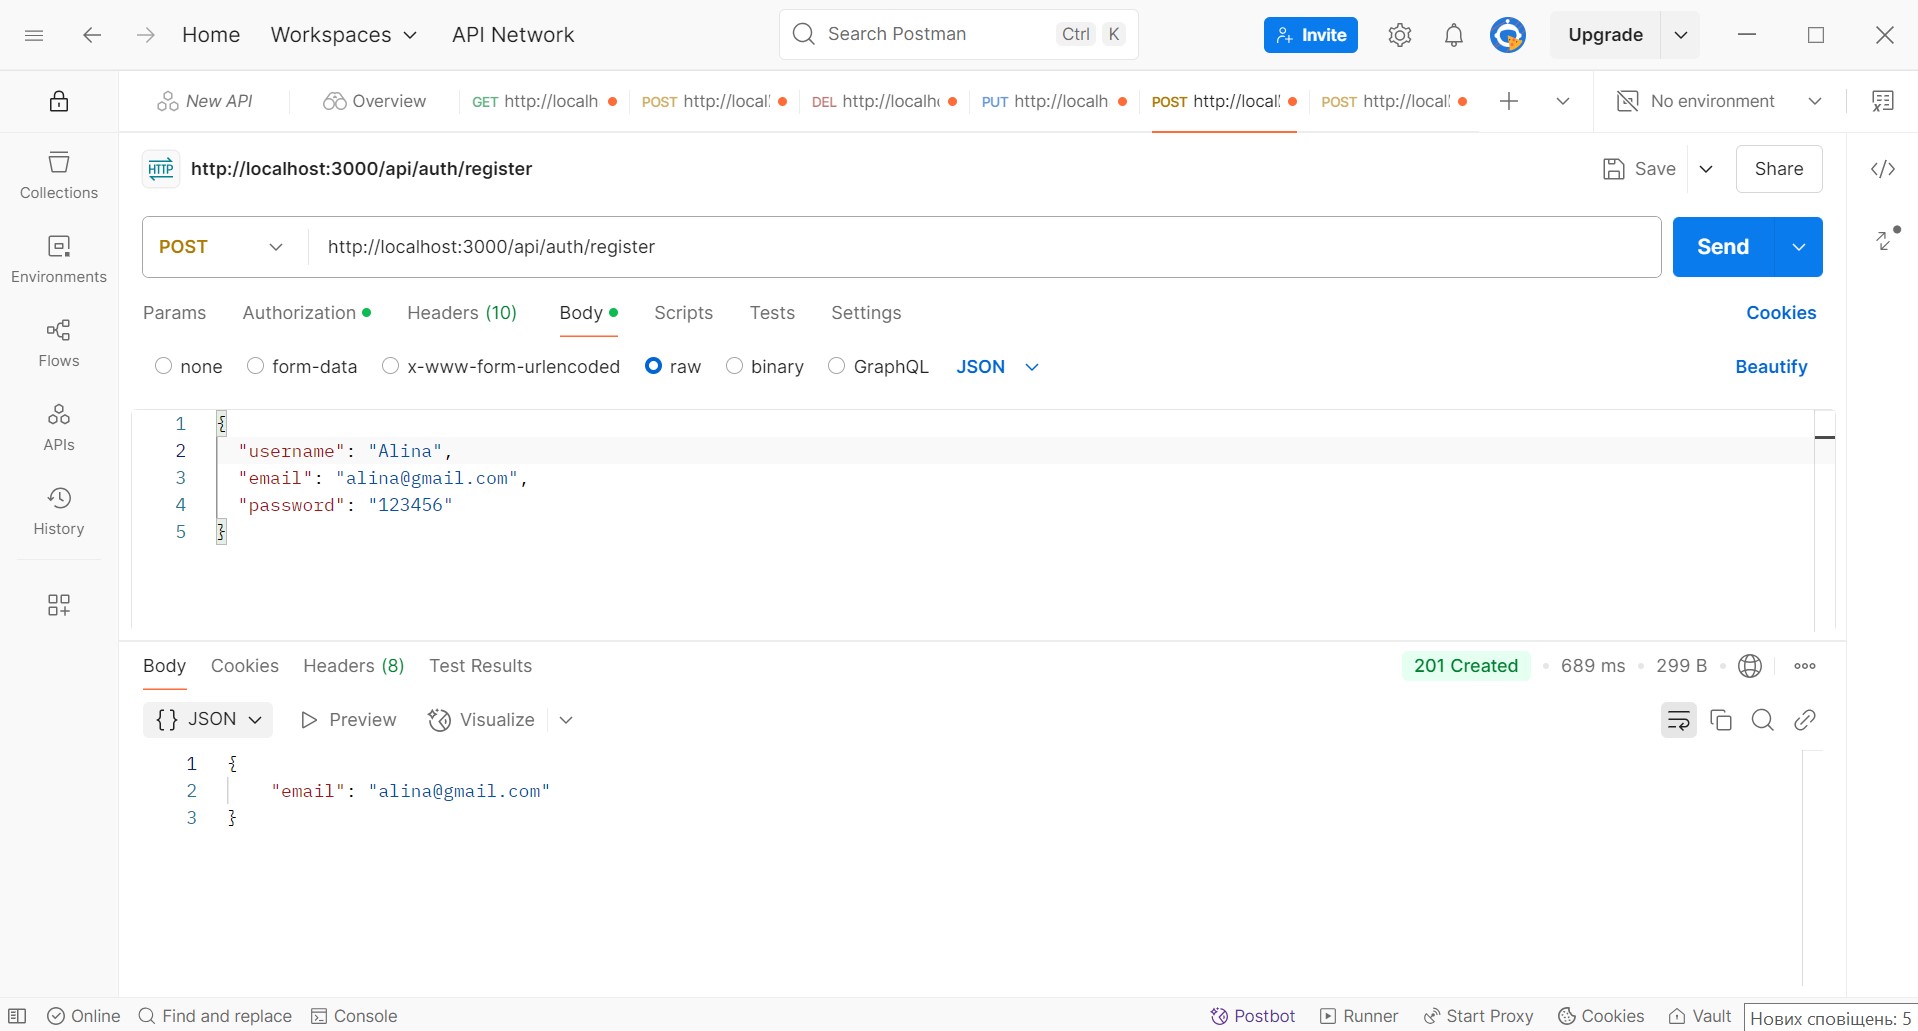 Home Workspaces API Network Search Postman Ctrl K Invite Upgrade
New API Overview GET http://localh POST http://local DEL http://localh PUT http://localh POST http://local POST http://local No environment
HTTP http://localhost:3000/api/auth/register Save Share
Collections
POST http://localhost:3000/api/auth/register Send
Environments
Params Authorization Headers (10) Body Scripts Tests Settings Cookies
Flows
none form-data x-www-form-urlencoded raw binary GraphQL JSON Beautify
APIs
History
1 {
2 "username": "Alina",
3 "email": "alina@gmail.com",
4 "password": "123456"
5 }
Body Cookies Headers (8) Test Results 201 Created 689 ms 299 B
{} JSON Preview Visualize
1 {
2 "email": "alina@gmail.com"
3 }
Online Find and replace Console Postbot Runner Start Proxy Cookies Vault Нових сповіщень: 5